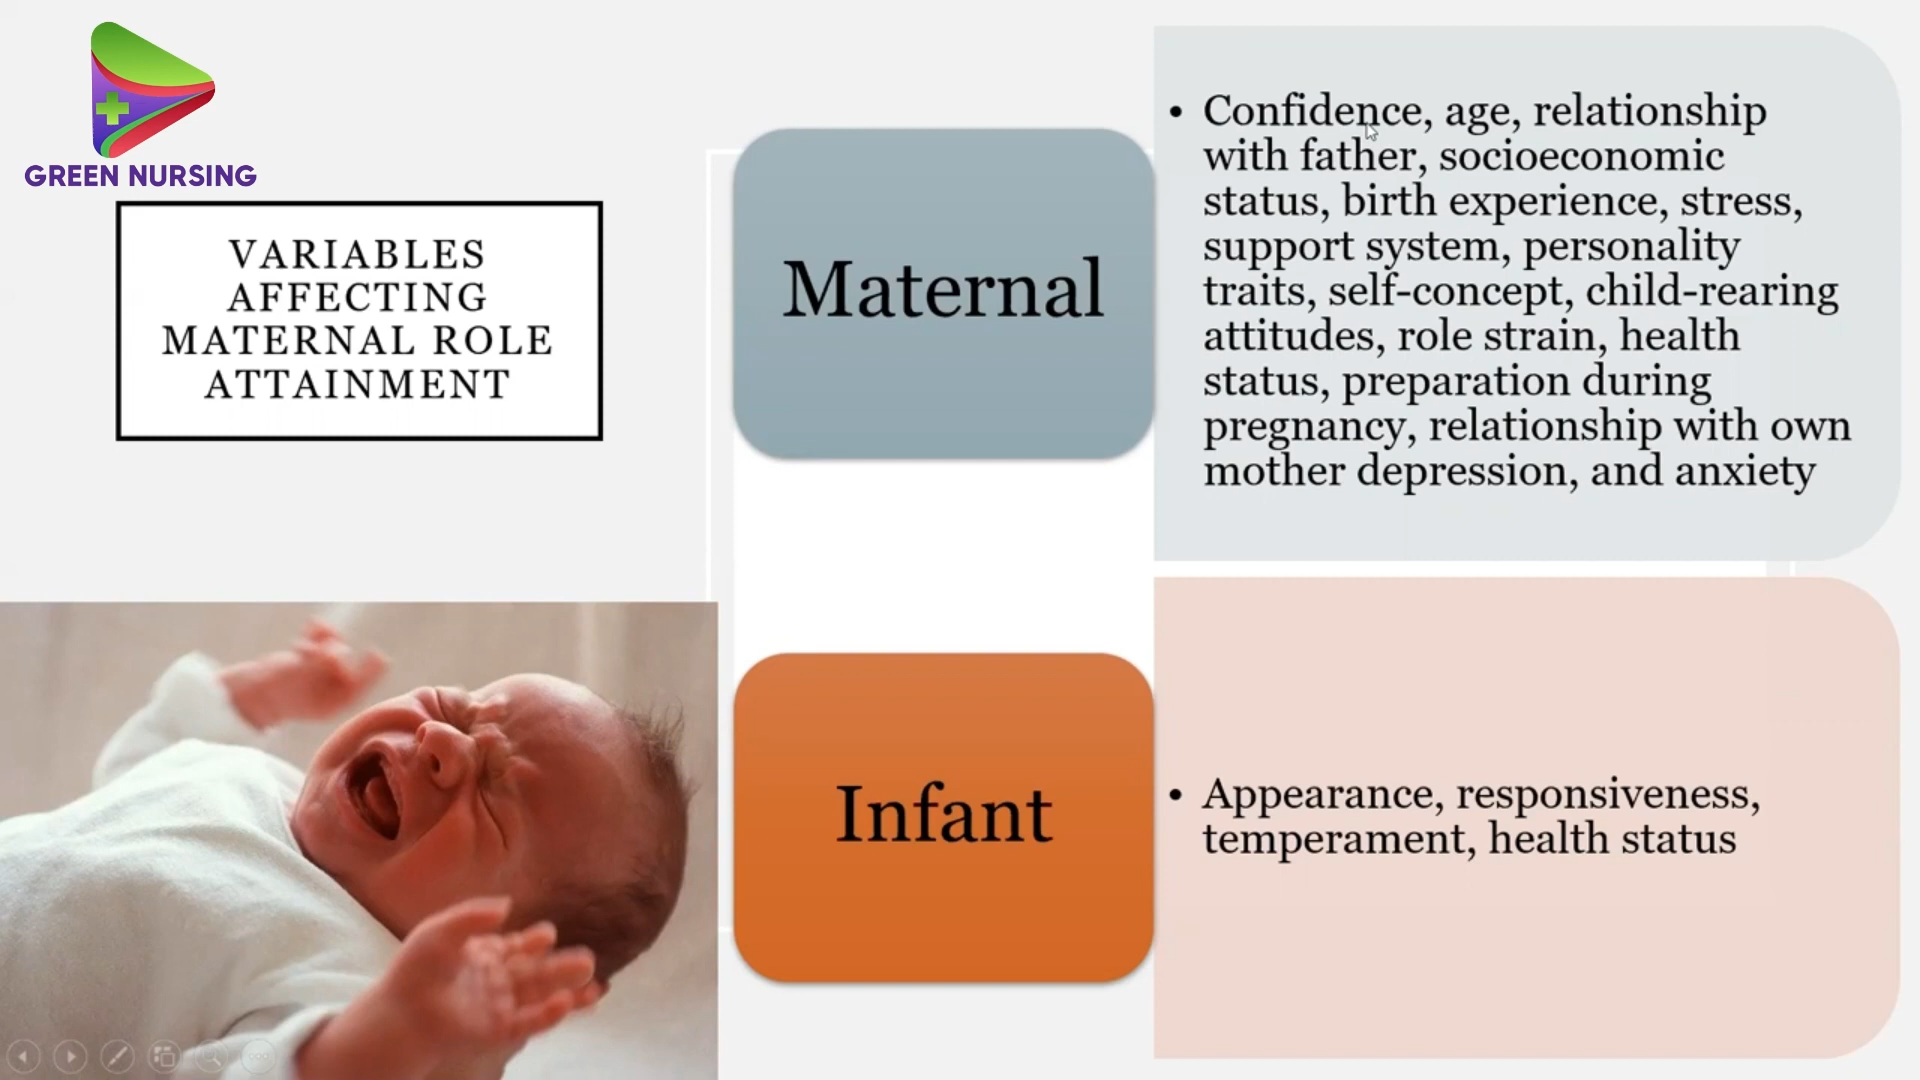 GREEN NURSING
VARIABLES
AFFECTING
MATERNAL ROLE
ATTAINMENT
Maternal
• Confidence, age, relationship
with father, socioeconomic
status, birth experience, stress,
support system, personality
traits, self-concept, child-rearing
attitudes, role strain, health
status, preparation during
pregnancy, relationship with own
mother depression, and anxiety
Infant
• Appearance, responsiveness,
temperament, health status